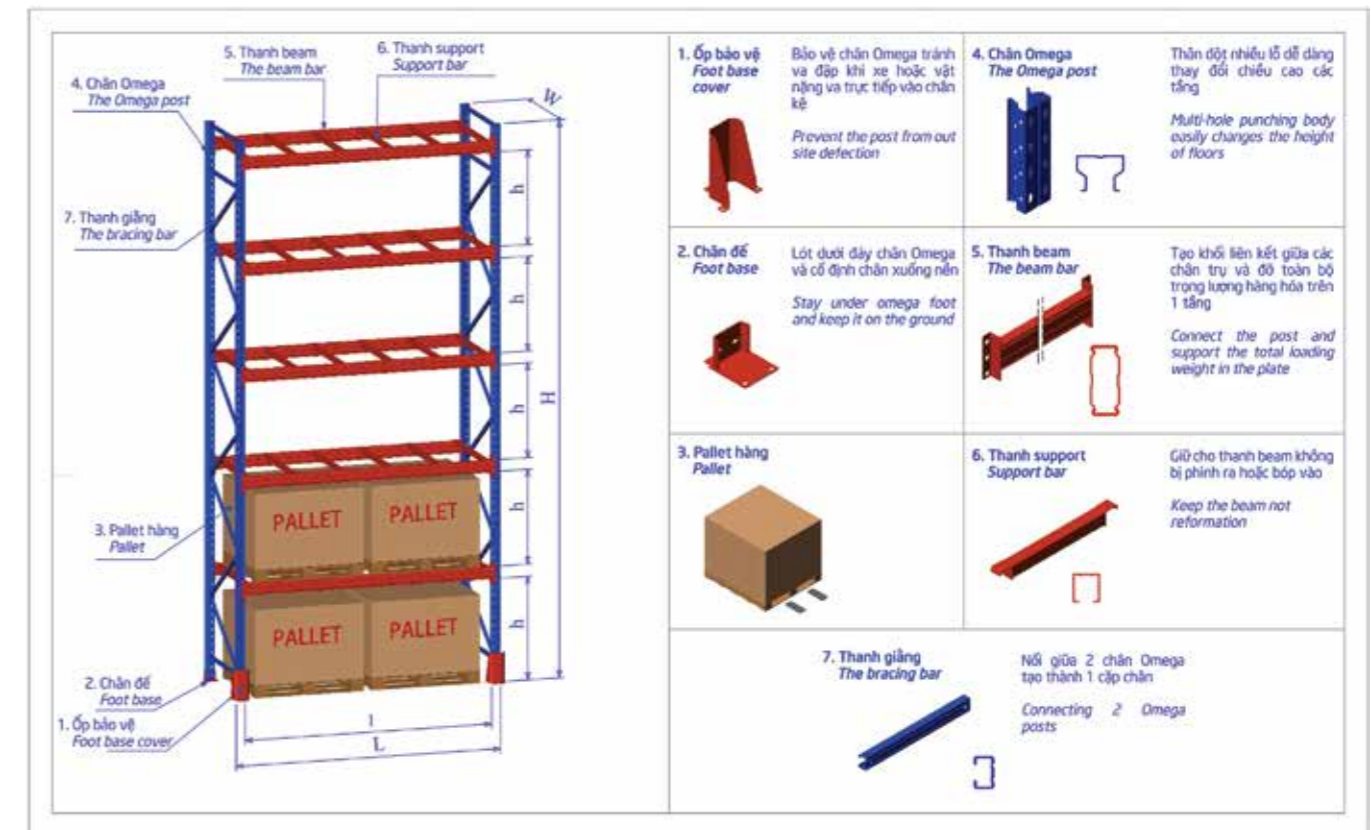 5. Thanh beam
The beam bar
6. Thanh support
Support bar
4. Chân Omega
The Omega post
W
h
7. Thanh giằng
The bracing bar
h
h
H
h
3. Pallet hàng
Pallet
PALLET
PALLET
h
PALLET
PALLET
2. Chân đế
Foot base
1. Ốp bảo vệ
Foot base cover
l
L
1. Ốp bảo vệ
Foot base
cover
Bảo vệ chân Omega tránh
va đập khi xe hoặc vật
nặng va trực tiếp vào chân
kệ
Prevent the post from out
site defection
4. Chân Omega
The Omega post
Thân dột nhiều lỗ dễ dàng
thay đổi chiều cao các
tầng
Multi-hole punching body
easily changes the height
of floors
2. Chân đế
Foot base
Lót dưới đáy chân Omega
và cố định chân xuống nền
Stay under omega foot
and keep it on the ground
5. Thanh beam
The beam bar
Tạo khối liên kết giữa các
chân trụ và đỡ toàn bộ
trọng lượng hàng hóa trên
1 tầng
Connect the post and
support the total loading
weight in the plate
3. Pallet hàng
Pallet
6. Thanh support
Support bar
Giữ cho thanh beam không
bị phình ra hoặc bóp vào
Keep the beam not
reformation
7. Thanh giằng
The bracing bar
Nối giữa 2 chân Omega
tạo thành 1 cặp chân
Connecting 2 Omega
posts